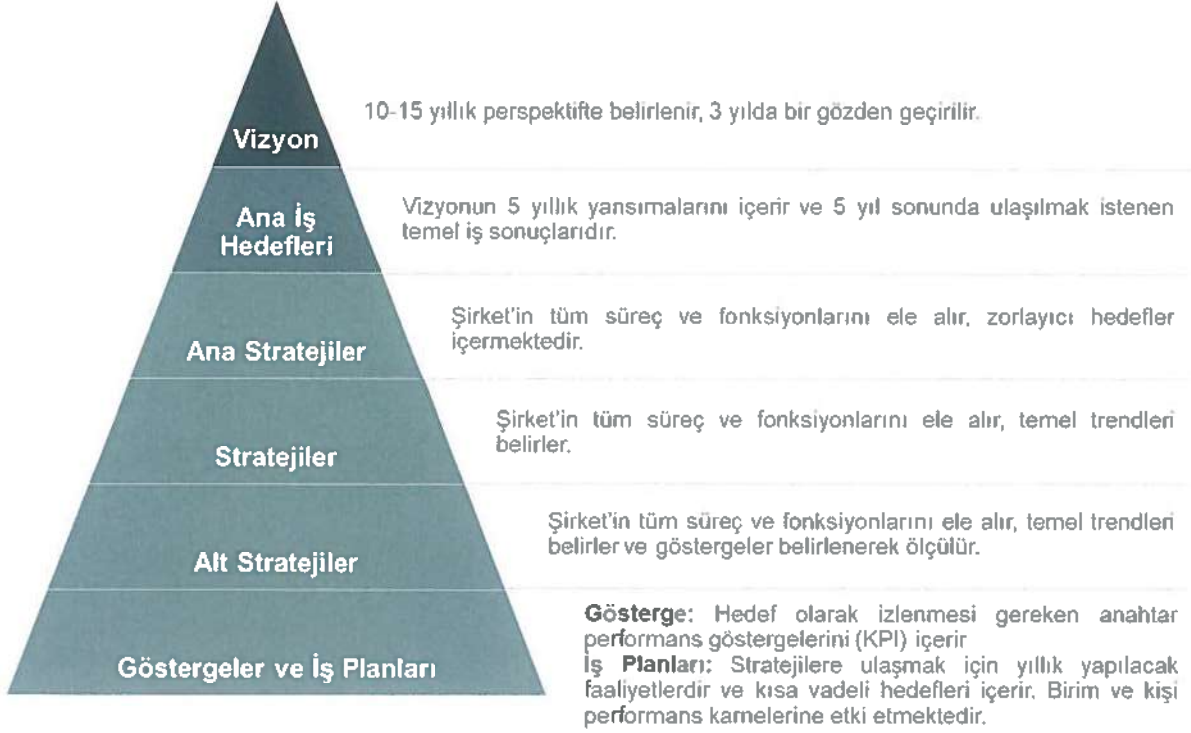 Vizyon
10-15 yıllık perspektifte belirlenir, 3 yılda bir gözden geçirilir.
Ana İş
Hedefleri
Vizyonun 5 yıllık yansımalarını içerir ve 5 yıl sonunda ulaşılmak istenen
temel iş sonuçlarıdır.
Ana Stratejiler
Şirket'in tüm süreç ve fonksiyonlarını ele alır, zorlayıcı hedefler
içermektedir.
Stratejiler
Şirket'in tüm süreç ve fonksiyonlarını ele alır, temel trendleri
belirler.
Alt Stratejiler
Şirket'in tüm süreç ve fonksiyonlarını ele alır, temel trendleri
belirler ve göstergeler belirlenerek ölçülür.
Göstergeler ve İş Planları
Gösterge: Hedef olarak izlenmesi gereken anahtar
performans göstergelerini (KPI) içerir
İş Planları: Stratejilere ulaşmak için yıllık yapılacak
faaliyetlerdir ve kısa vadeli hedefleri içerir. Birim ve kişi
performans karnelerine etki etmektedir.